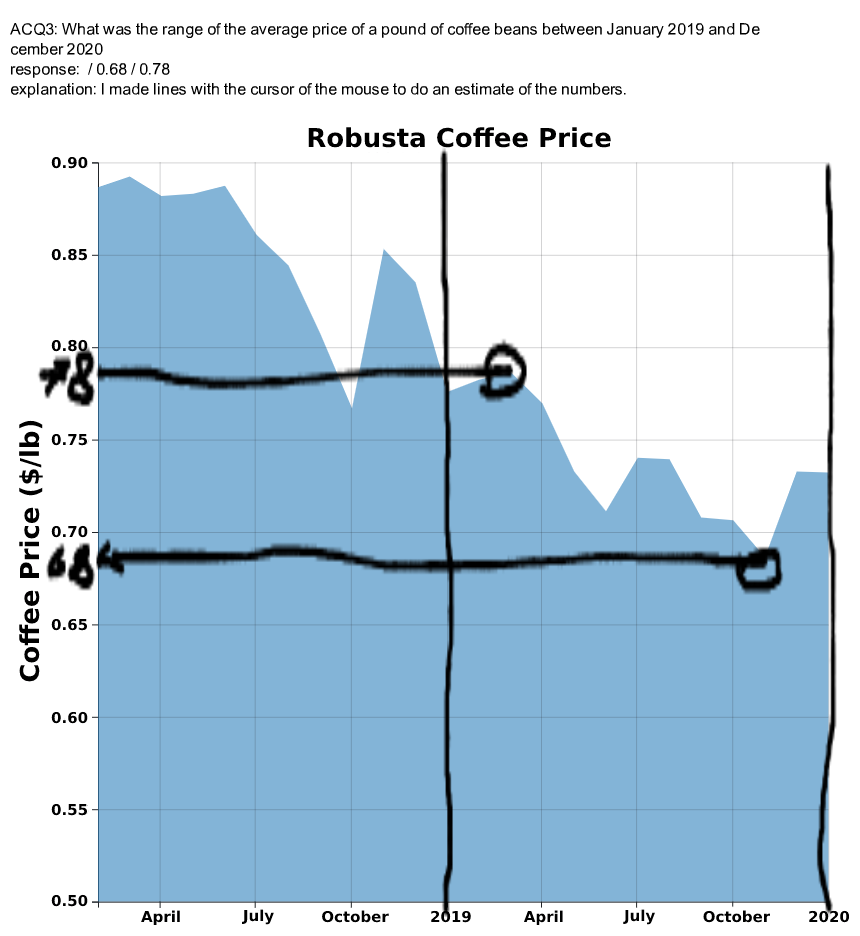 ACQ3: What was the range of the average price of a pound of coffee beans between January 2019 and De
cember 2020
response:  / 0.68 / 0.78
explanation: I made lines with the cursor of the mouse to do an estimate of the numbers.
Robusta Coffee Price
0.90
0.85
0.80
78
0.75
0.70
68
0.65
0.60
0.55
0.50
Coffee Price ($/lb)
April July October 2019 April July October 2020